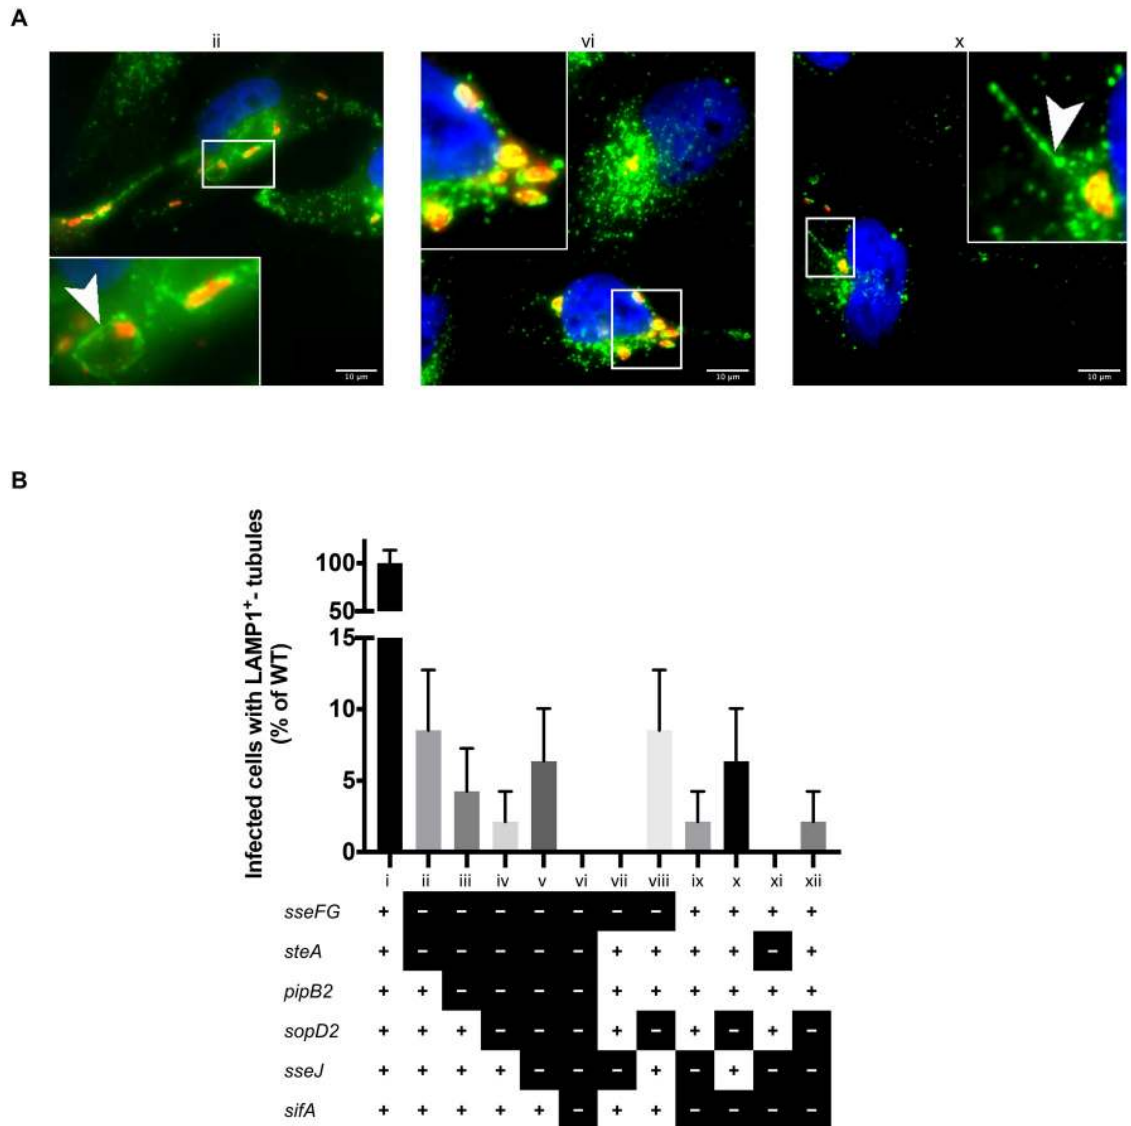 A
ii vi x
10 µm 10 µm 10 µm
B
Infected cells with LAMP1⁺- tubules
(% of WT)
100
50
15
10
5
0
i ii iii iv v vi vii viii ix x xi xii
sseFG + − − − − − − − + + + +
steA + − − − − − + + + + − +
pipB2 + + − − − − + + + + + +
sopD2 + + + − − − + − + − + −
sseJ + + + + − − − + − + − −
sifA + + + + + − + + − − − −